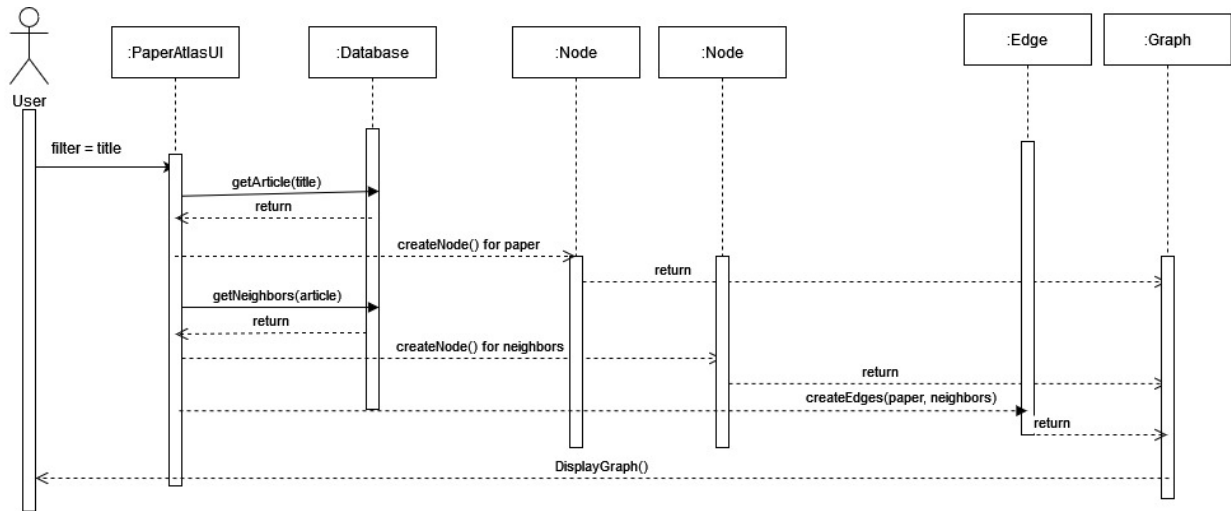 :PaperAtlasUI
:Database
:Node
:Node
:Edge
:Graph
User
filter = title
getArticle(title)
return
createNode() for paper
return
getNeighbors(article)
return
createNode() for neighbors
return
createEdges(paper, neighbors)
return
DisplayGraph()